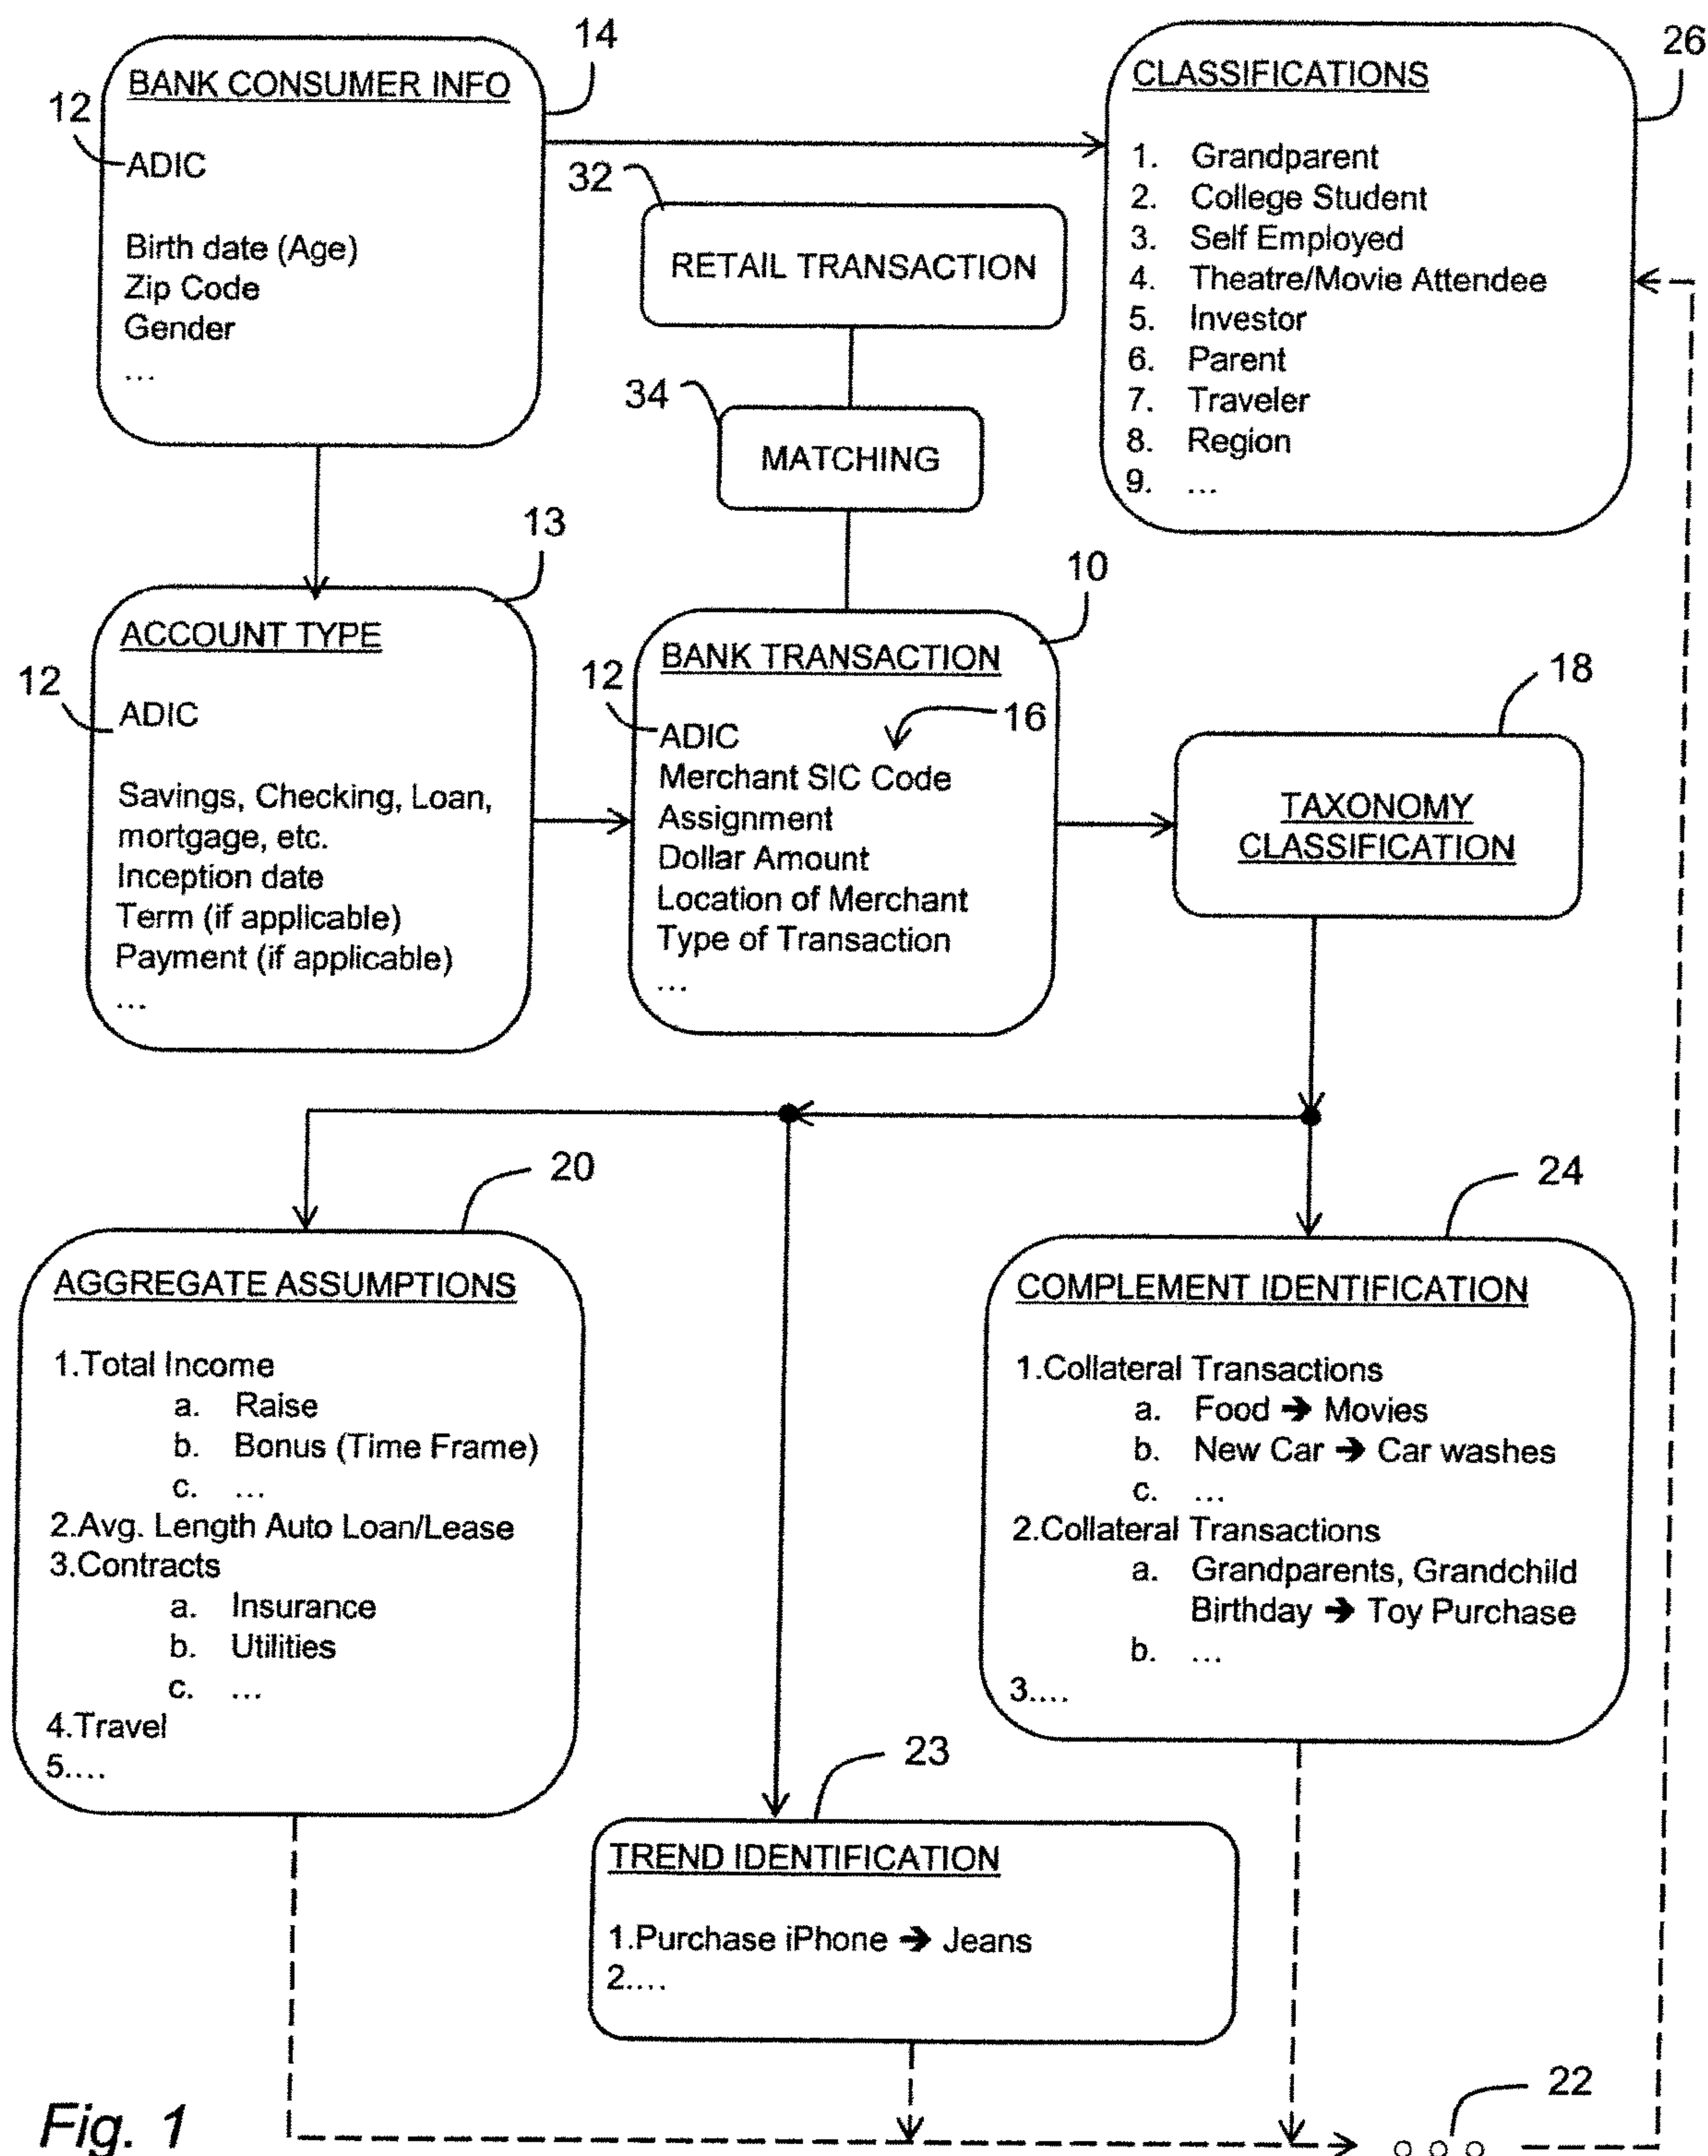 14
BANK CONSUMER INFO
12
ADIC
Birth date (Age)
Zip Code
Gender
...
26
CLASSIFICATIONS
1. Grandparent
2. College Student
3. Self Employed
4. Theatre/Movie Attendee
5. Investor
6. Parent
7. Traveler
8. Region
9. ...
32
RETAIL TRANSACTION
34
MATCHING
13
ACCOUNT TYPE
12
ADIC
Savings, Checking, Loan,
mortgage, etc.
Inception date
Term (if applicable)
Payment (if applicable)
...
10
BANK TRANSACTION
12
16
ADIC
Merchant SIC Code
Assignment
Dollar Amount
Location of Merchant
Type of Transaction
...
18
TAXONOMY
CLASSIFICATION
20
AGGREGATE ASSUMPTIONS
1.Total Income
a. Raise
b. Bonus (Time Frame)
c. ...
2.Avg. Length Auto Loan/Lease
3.Contracts
a. Insurance
b. Utilities
c. ...
4.Travel
5....
24
COMPLEMENT IDENTIFICATION
1.Collateral Transactions
a. Food ➔ Movies
b. New Car ➔ Car washes
c. ...
2.Collateral Transactions
a. Grandparents, Grandchild
Birthday ➔ Toy Purchase
b. ...
3....
23
TREND IDENTIFICATION
1.Purchase iPhone ➔ Jeans
2....
22
Fig. 1